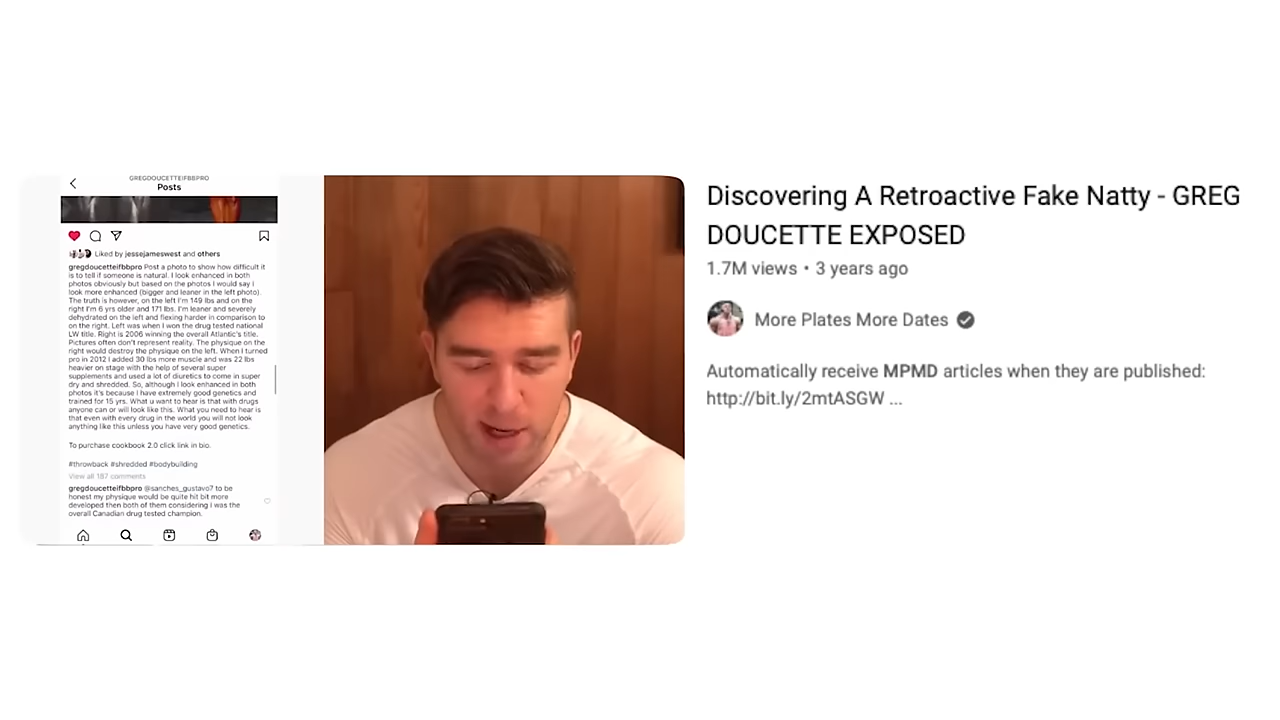 GREGDOUCETTEIFBBPRO
Posts
Liked by jessejameswest and others
gregdoucetteifbbpro Post a photo to show how difficult it
is to tell if someone is natural. I look enhanced in both
photos obviously but based on the photos I would say I
look more enhanced (bigger and leaner in the left photo).
The truth is however, on the left I'm 149 lbs and on the
right I'm 6 yrs older and 171 lbs. I'm leaner and severely
dehydrated on the left and flexing harder in comparison to
on the right. Left was when I won the drug tested national
LW title. Right is 2006 winning the overall Atlantic's title.
Pictures often don't represent reality. The physique on the
right would destroy the physique on the left. When I turned
pro in 2012 I added 30 lbs more muscle and was 22 lbs
heavier on stage with the help of several super
supplements and used a lot of diuretics to come in super
dry and shredded. So, although I look enhanced in both
photos it's because I have extremely good genetics and
trained for 15 yrs. What u want to hear is that with drugs
anyone can or will look like this. What you need to hear is
that even with every drug in the world you will not look
anything like this unless you have very good genetics.
To purchase cookbook 2.0 click link in bio.
#throwback #shredded #bodybuilding
View all 187 comments
gregdoucetteifbbpro @sanches_gustavo7 to be
honest my physique would be quite hit bit more
developed then both of them considering I was the
overall Canadian drug tested champion.
Discovering A Retroactive Fake Natty - GREG
DOUCETTE EXPOSED
1.7M views • 3 years ago
More Plates More Dates
Automatically receive MPMD articles when they are published:
http://bit.ly/2mtASGW ...